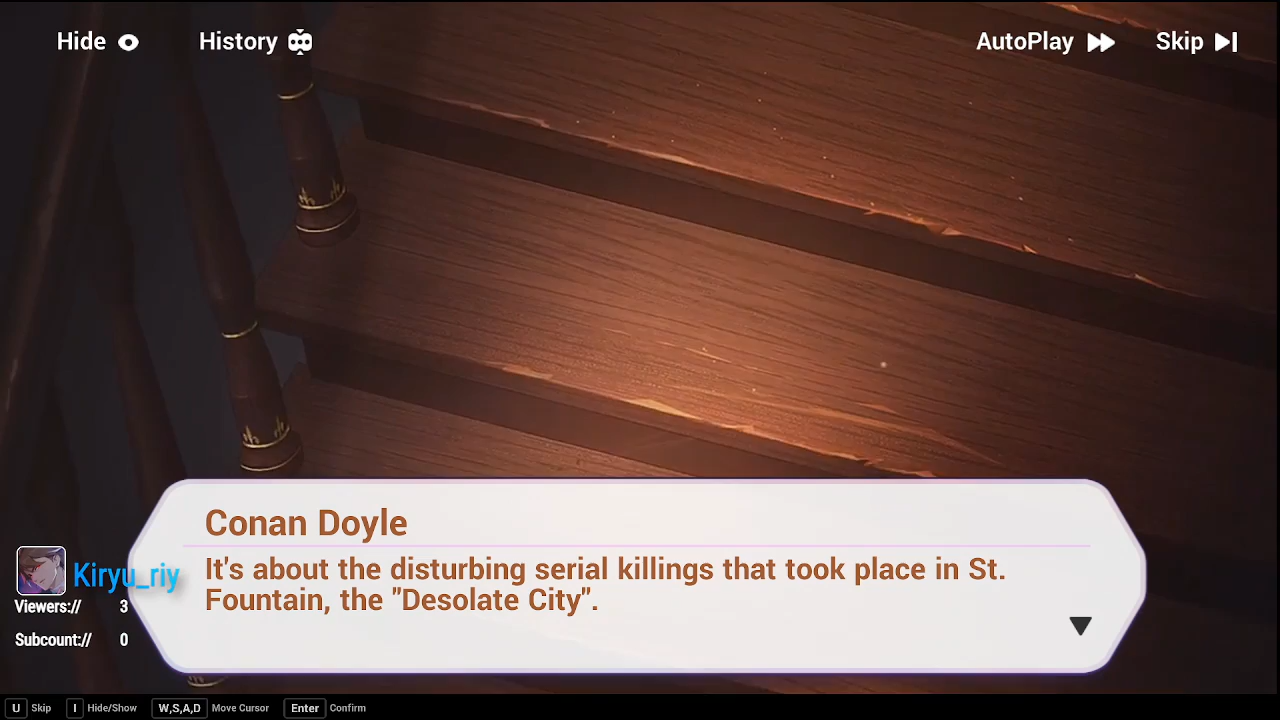 Hide
History
AutoPlay
Skip
Conan Doyle
It's about the disturbing serial killings that took place in St.
Fountain, the "Desolate City".
Kiryu_riy
Viewers:// 3
Subcount:// 0
U Skip I Hide/Show W,S,A,D Move Cursor Enter Confirm